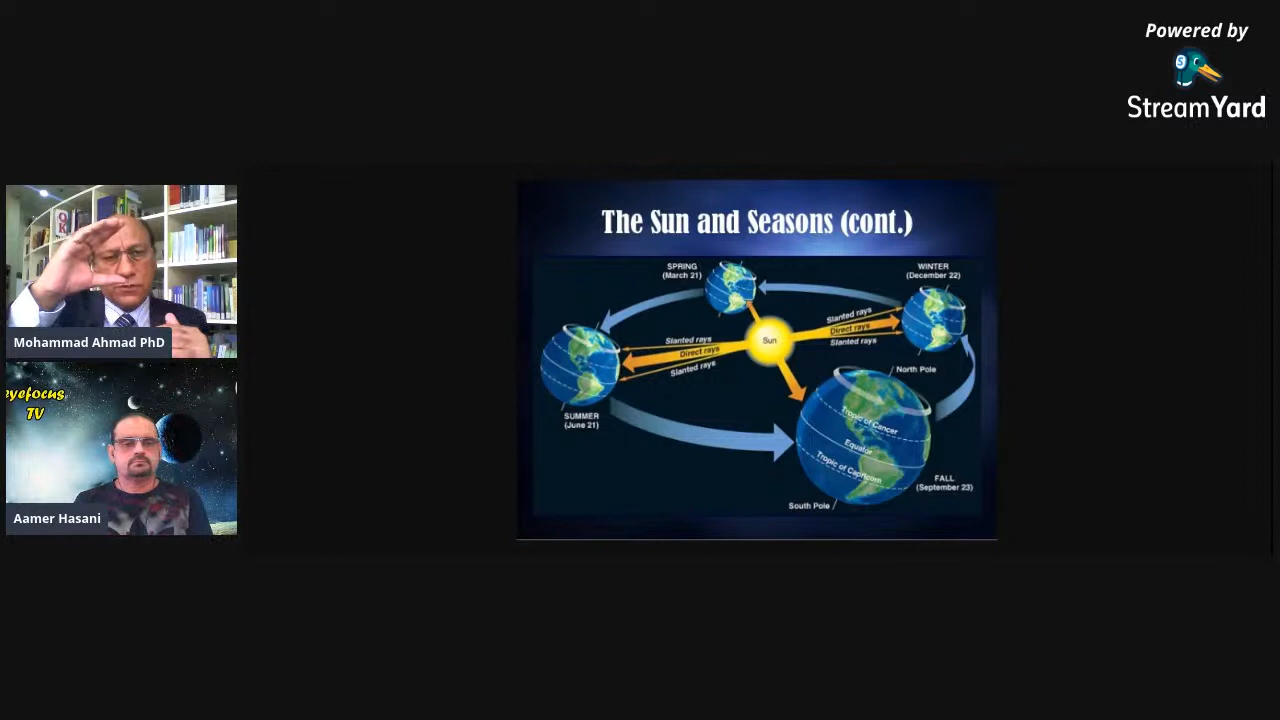 Powered by
StreamYard
The Sun and Seasons (cont.)
SPRING
(March 21)
WINTER
(December 22)
Slanted rays
Direct rays
Slanted rays
Sun
Slanted rays
Direct rays
Slanted rays
North Pole
SUMMER
(June 21)
Tropic of Cancer
Equator
Tropic of Capricorn
FALL
(September 23)
South Pole
Mohammad Ahmad PhD
eyefocus
TV
Aamer Hasani